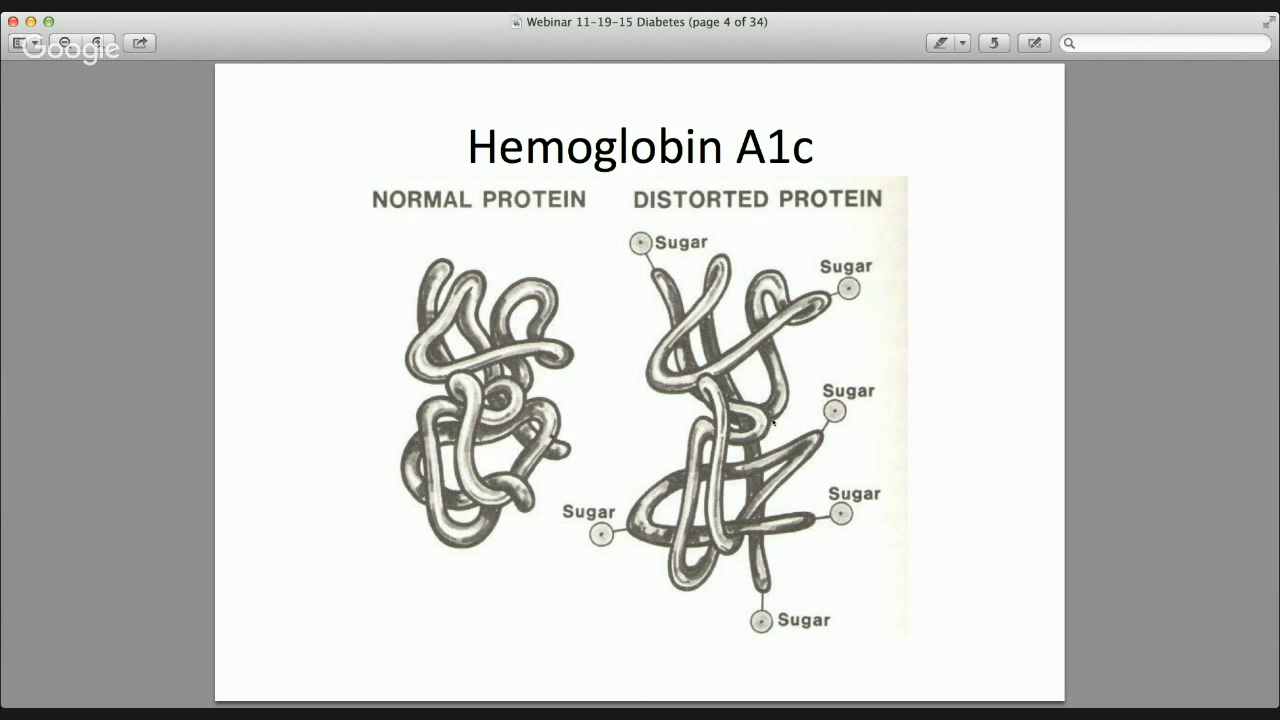 Webinar 11-19-15 Diabetes (page 4 of 34)
Google
Hemoglobin A1c
NORMAL PROTEIN
DISTORTED PROTEIN
Sugar
Sugar
Sugar
Sugar
Sugar
Sugar